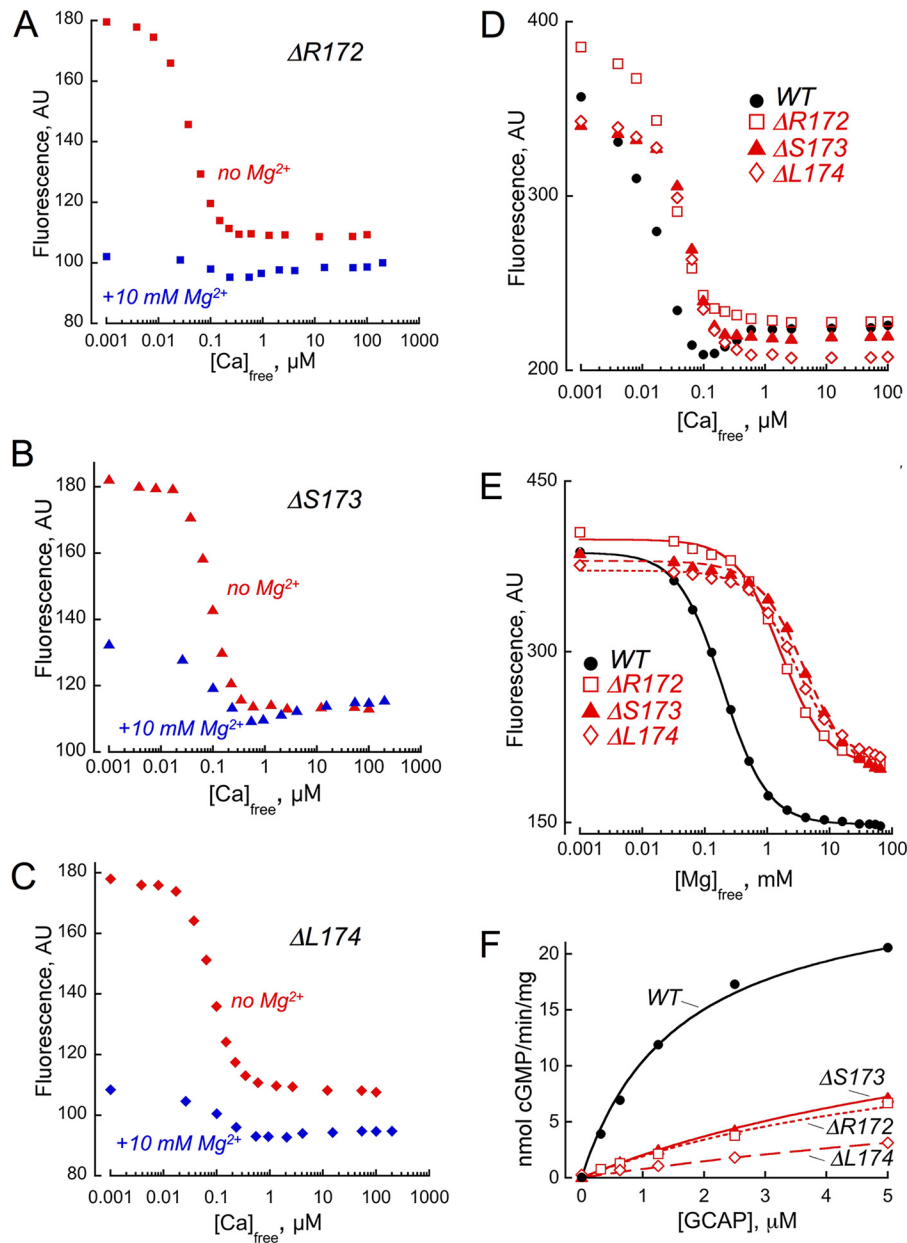 A
180
160
140
120
100
80
Fluorescence, AU
ΔR172
no Mg²⁺
+10 mM Mg²⁺
0.001 0.01 0.1 1 10 100 1000
[Ca]free, μM
B
180
160
140
120
100
Fluorescence, AU
ΔS173
no Mg²⁺
+10 mM Mg²⁺
0.001 0.01 0.1 1 10 100 1000
[Ca]free, μM
C
180
160
140
120
100
80
Fluorescence, AU
ΔL174
no Mg²⁺
+10 mM Mg²⁺
0.001 0.01 0.1 1 10 100 1000
[Ca]free, μM
D
400
300
200
Fluorescence, AU
WT
ΔR172
ΔS173
ΔL174
0.001 0.01 0.1 1 10 100
[Ca]free, μM
E
450
300
150
Fluorescence, AU
WT
ΔR172
ΔS173
ΔL174
0.001 0.01 0.1 1 10 100
[Mg]free, mM
F
20
15
10
5
0
nmol cGMP/min/mg
WT
ΔS173
ΔR172
ΔL174
0 1 2 3 4 5
[GCAP], μM